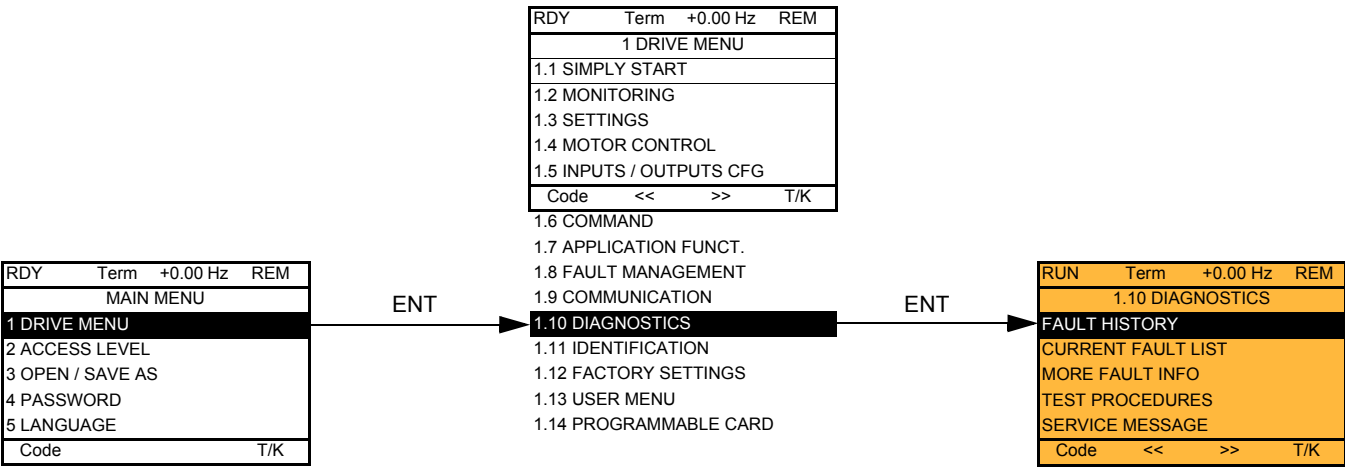 RDY Term +0.00 Hz REM
1 DRIVE MENU
1.1 SIMPLY START
1.2 MONITORING
1.3 SETTINGS
1.4 MOTOR CONTROL
1.5 INPUTS / OUTPUTS CFG
Code << >> T/K
1.6 COMMAND
1.7 APPLICATION FUNCT.
1.8 FAULT MANAGEMENT
1.9 COMMUNICATION
1.10 DIAGNOSTICS
1.11 IDENTIFICATION
1.12 FACTORY SETTINGS
1.13 USER MENU
1.14 PROGRAMMABLE CARD
RDY Term +0.00 Hz REM
MAIN MENU
1 DRIVE MENU
2 ACCESS LEVEL
3 OPEN / SAVE AS
4 PASSWORD
5 LANGUAGE
Code T/K
ENT
ENT
RUN Term +0.00 Hz REM
1.10 DIAGNOSTICS
FAULT HISTORY
CURRENT FAULT LIST
MORE FAULT INFO
TEST PROCEDURES
SERVICE MESSAGE
Code << >> T/K